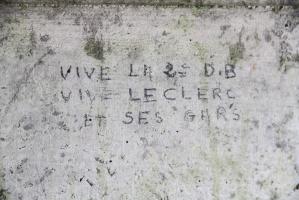 VIVE LA 2E D.B
VIVE LECLERC
ET SES GARS